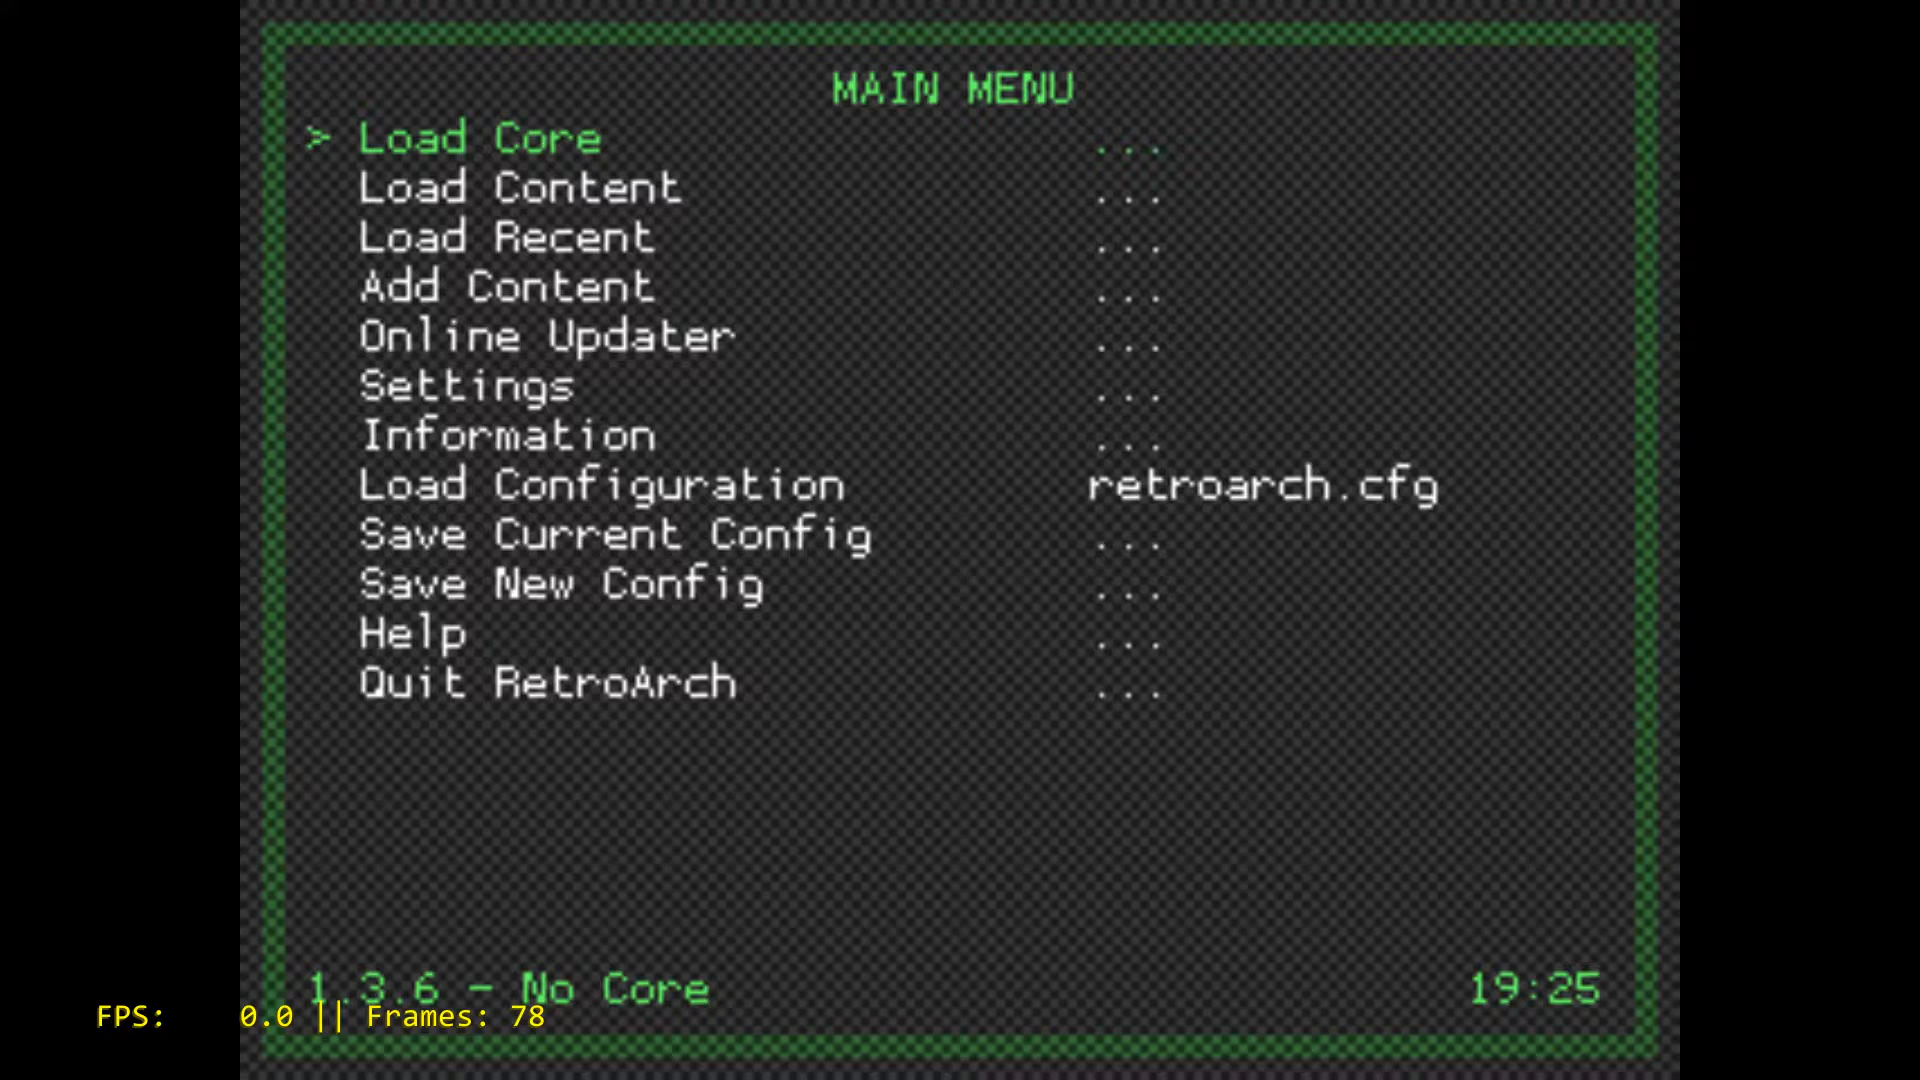 MAIN MENU
> Load Core ...
Load Content ...
Load Recent ...
Add Content ...
Online Updater ...
Settings ...
Information ...
Load Configuration retroarch.cfg
Save Current Config ...
Save New Config ...
Help ...
Quit RetroArch ...
1.3.6 - No Core 19:25
FPS: 0.0 || Frames: 78